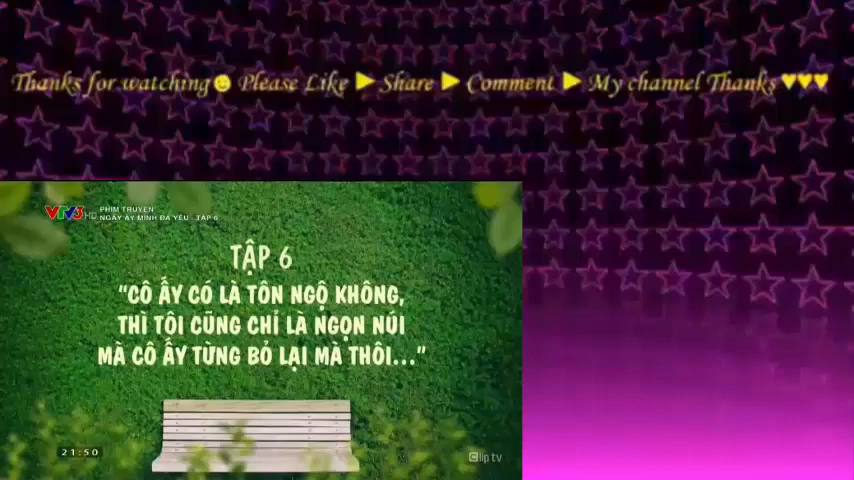 Thanks for watching Please Like ▶ Share ▶ Comment ▶ My channel Thanks ♥♥♥
VTV3 HD
PHIM TRUYỆN
NGÀY ẤY MÌNH ĐÃ YÊU - TẬP 6
TẬP 6
"CÔ ẤY CÓ LÀ TÔN NGỘ KHÔNG,
THÌ TÔI CŨNG CHỈ LÀ NGỌN NÚI
MÀ CÔ ẤY TỪNG BỎ LẠI MÀ THÔI..."
21:50
Clip tv